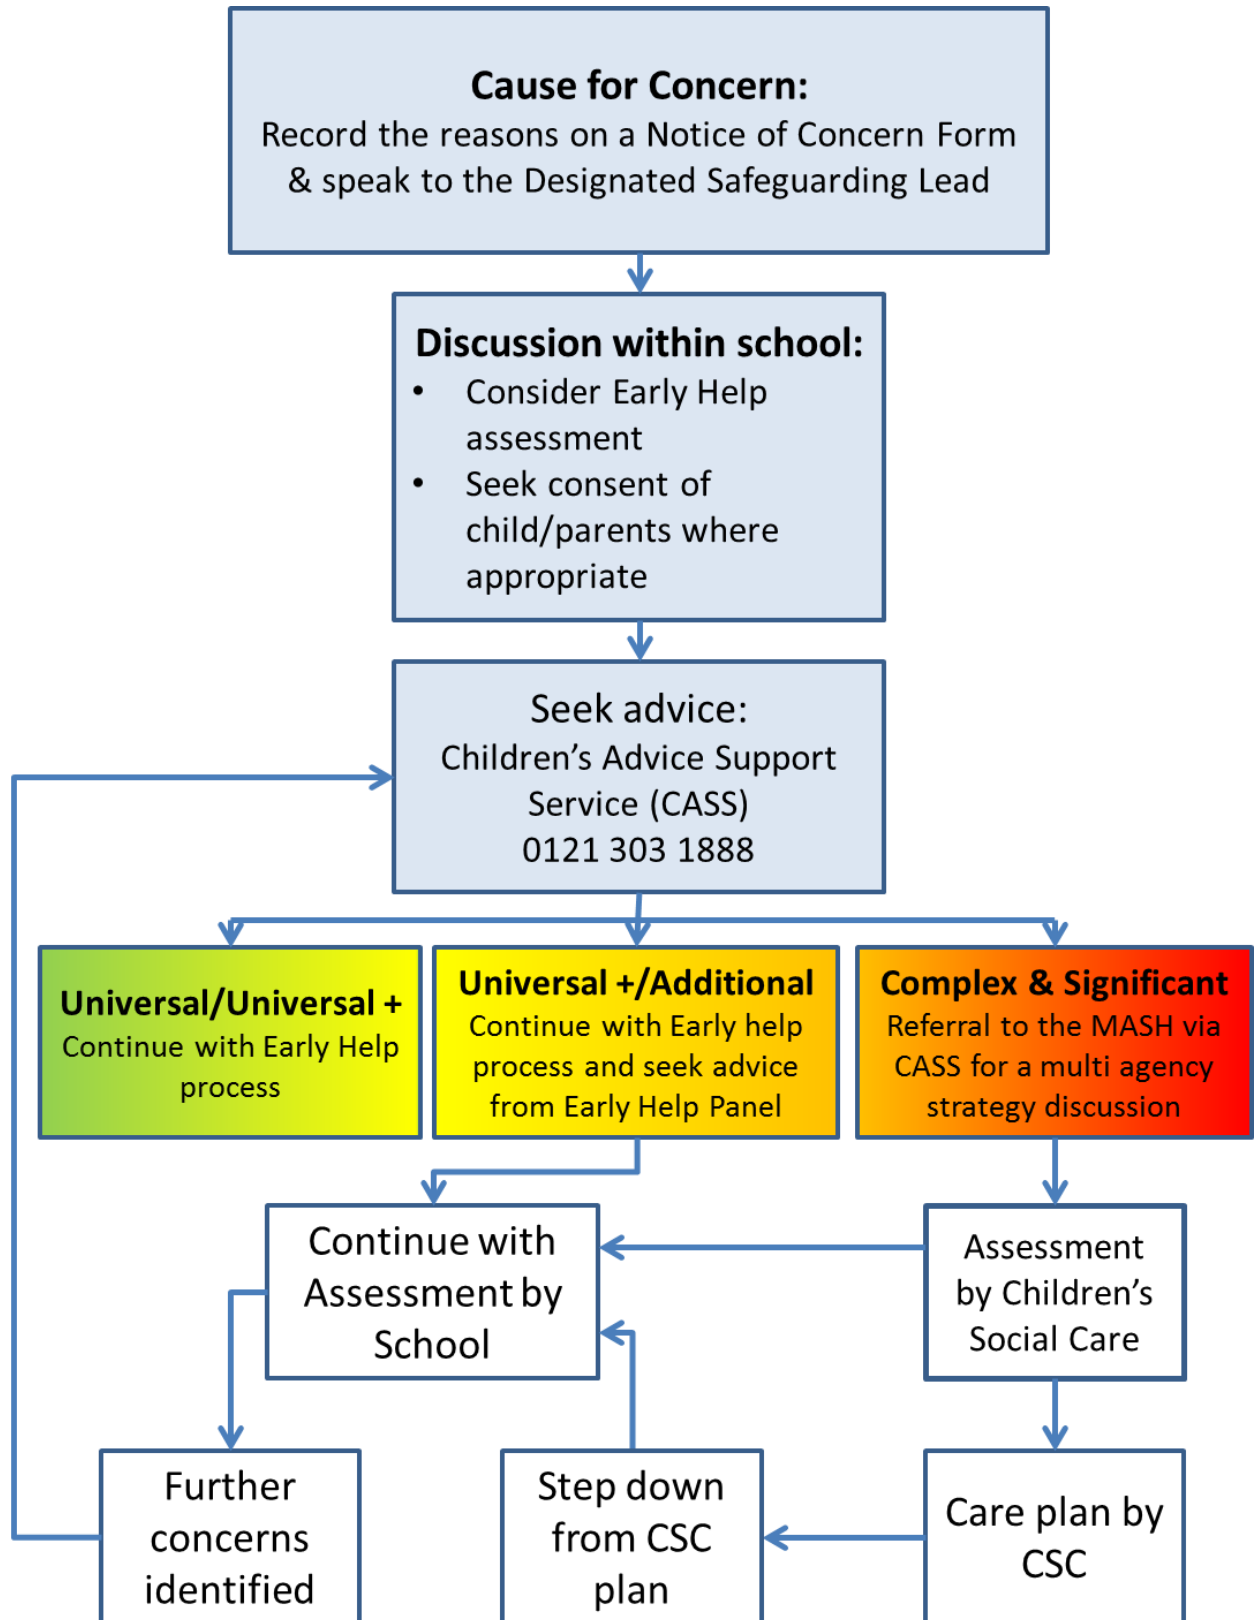 Cause for Concern:
Record the reasons on a Notice of Concern Form
& speak to the Designated Safeguarding Lead
Discussion within school:
• Consider Early Help
assessment
• Seek consent of
child/parents where
appropriate
Seek advice:
Children’s Advice Support
Service (CASS)
0121 303 1888
Universal/Universal +
Continue with Early Help
process
Universal +/Additional
Continue with Early help
process and seek advice
from Early Help Panel
Complex & Significant
Referral to the MASH via
CASS for a multi agency
strategy discussion
Continue with
Assessment by
School
Assessment
by Children’s
Social Care
Further
concerns
identified
Step down
from CSC
plan
Care plan by
CSC